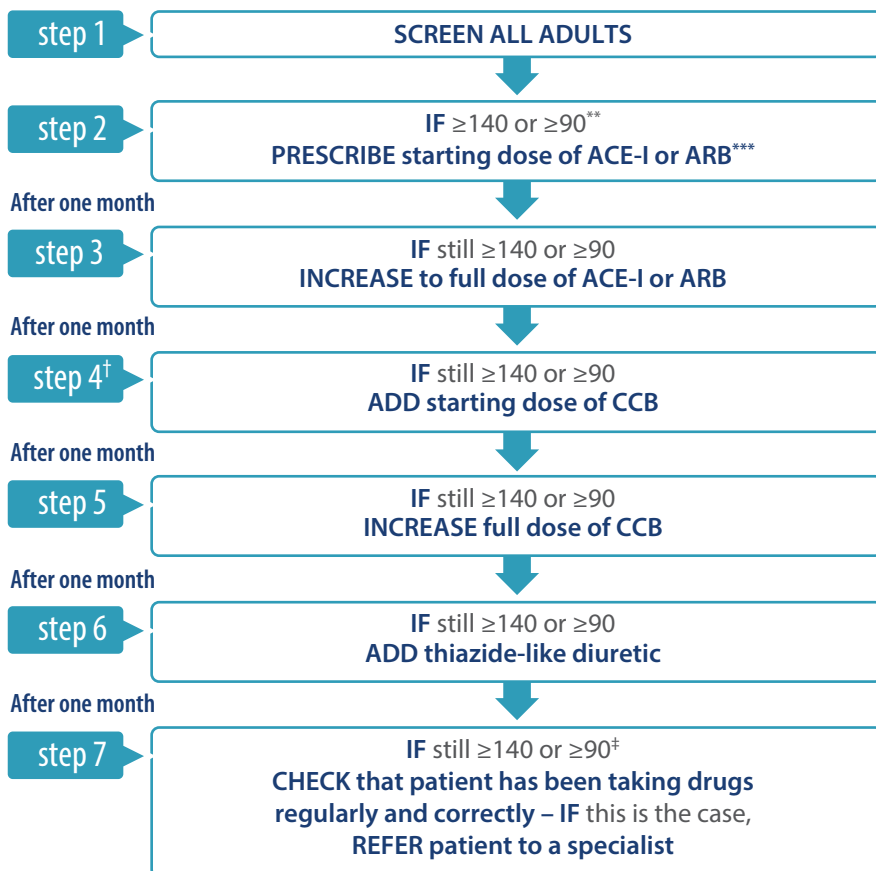 step 1
SCREEN ALL ADULTS
step 2
IF ≥140 or ≥90**
PRESCRIBE starting dose of ACE-I or ARB***
After one month
step 3
IF still ≥140 or ≥90
INCREASE to full dose of ACE-I or ARB
After one month
step 4†
IF still ≥140 or ≥90
ADD starting dose of CCB
After one month
step 5
IF still ≥140 or ≥90
INCREASE full dose of CCB
After one month
step 6
IF still ≥140 or ≥90
ADD thiazide-like diuretic
After one month
step 7
IF still ≥140 or ≥90‡
CHECK that patient has been taking drugs
regularly and correctly – IF this is the case,
REFER patient to a specialist